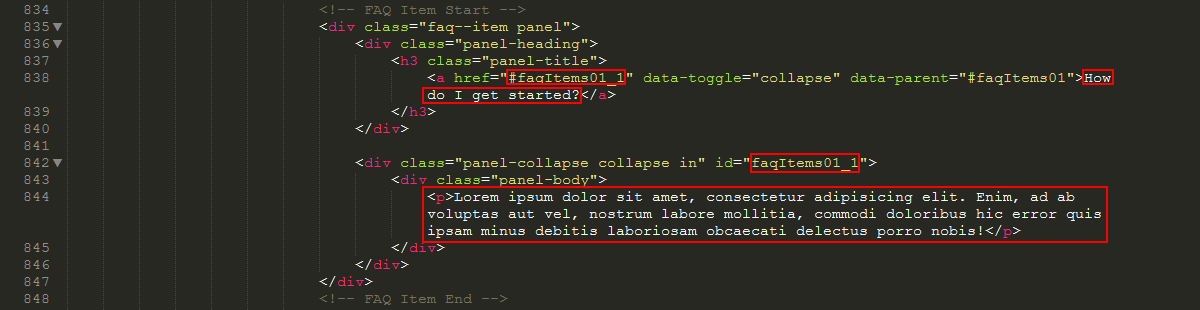 834 <!-- FAQ Item Start -->
835 <div class="faq--item panel">
836 <div class="panel-heading">
837 <h3 class="panel-title">
838 <a href="#faqItems01_1" data-toggle="collapse" data-parent="#faqItems01">How
do I get started?</a>
839 </h3>
840 </div>
841
842 <div class="panel-collapse collapse in" id="faqItems01_1">
843 <div class="panel-body">
844 <p>Lorem ipsum dolor sit amet, consectetur adipisicing elit. Enim, ad ab
voluptas aut vel, nostrum labore mollitia, commodi doloribus hic error quis
ipsam minus debitis laboriosam obcaecati delectus porro nobis!</p>
845 </div>
846 </div>
847 </div>
848 <!-- FAQ Item End -->